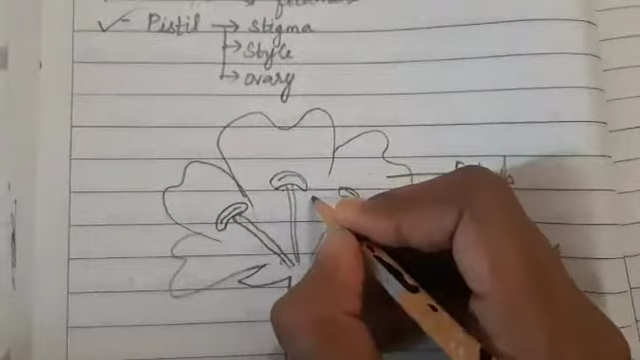 ✓- Pistil → Stigma
→ Style
→ ovary